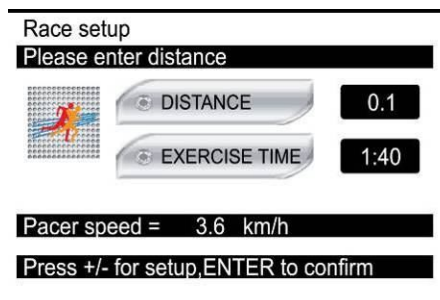 Race setup
Please enter distance
DISTANCE 0.1
EXERCISE TIME 1:40
Pacer speed = 3.6 km/h
Press +/- for setup,ENTER to confirm